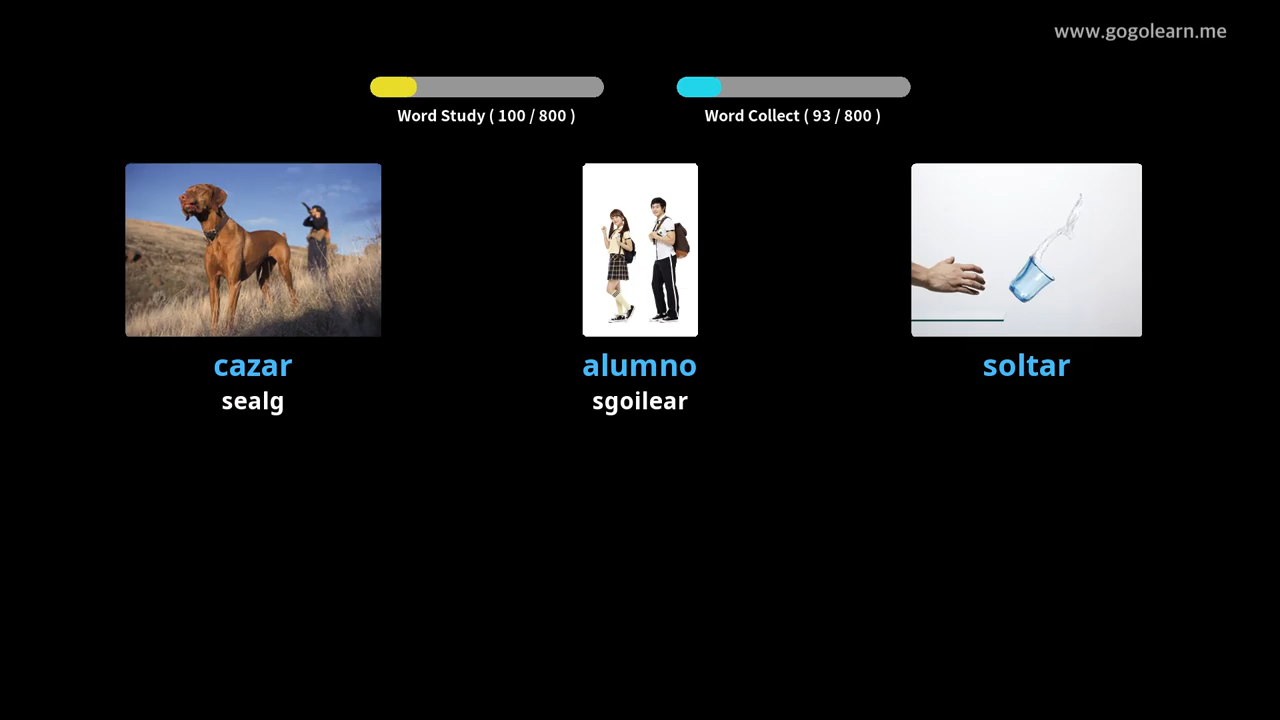 www.gogolearn.me
Word Study ( 100 / 800 )
Word Collect ( 93 / 800 )
cazar
sealg
alumno
sgoilear
soltar